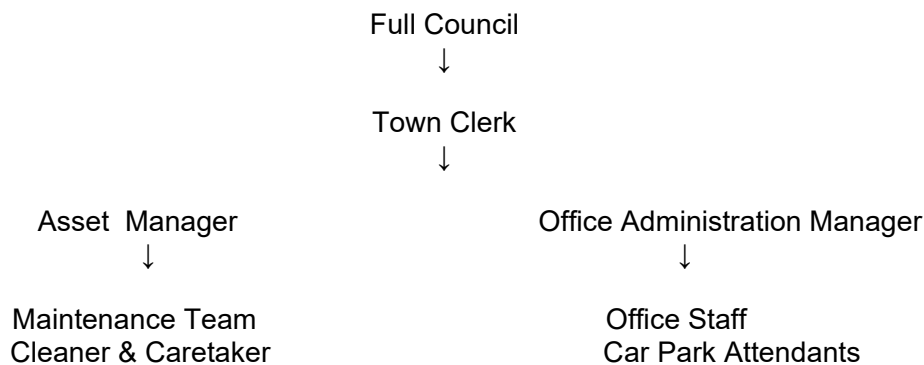 Full Council
↓
Town Clerk
↓
Asset Manager Office Administration Manager
↓ ↓
Maintenance Team Office Staff
Cleaner & Caretaker Car Park Attendants